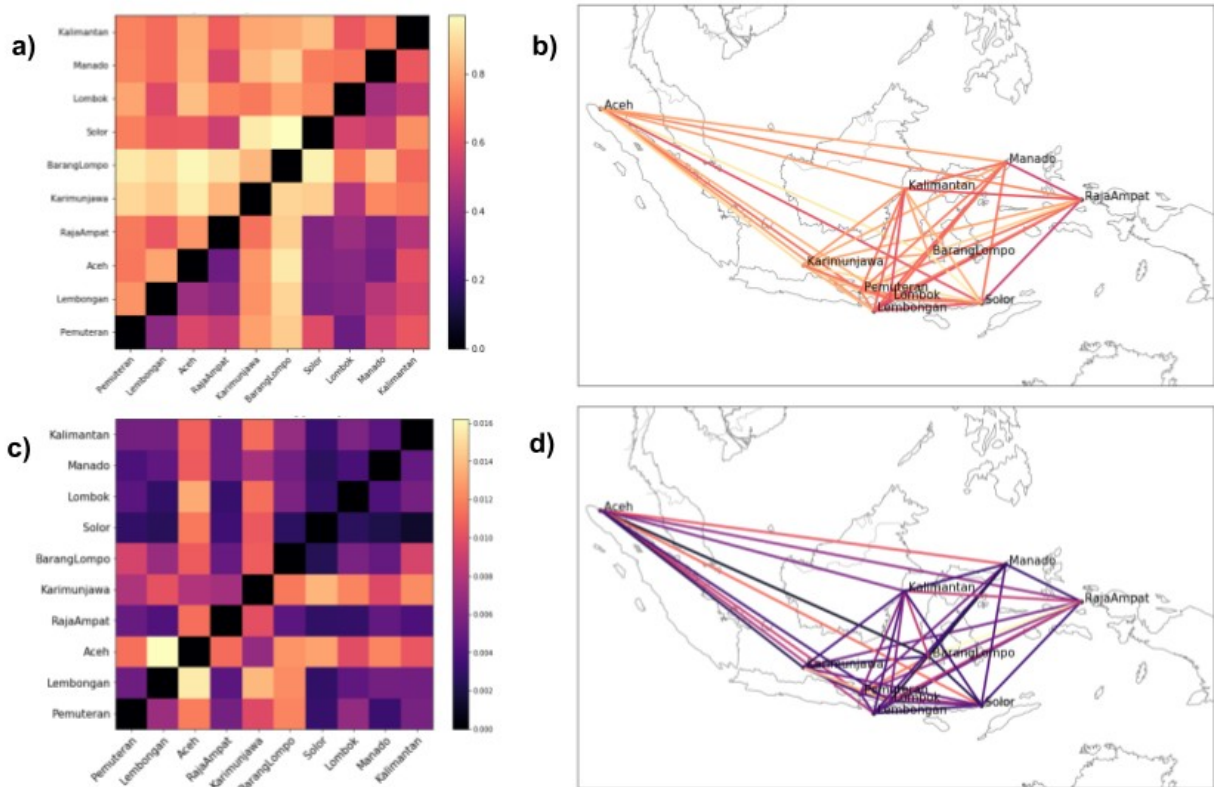 a)
Kalimantan
Manado
Lombok
Solor
BarangLompo
Karimunjawa
RajaAmpat
Aceh
Lembongan
Pemuteran
Pemuteran
Lembongan
Aceh
RajaAmpat
Karimunjawa
BarangLompo
Solor
Lombok
Manado
Kalimantan
0.8
0.6
0.4
0.2
0.0
b)
Aceh
Manado
Kalimantan
RajaAmpat
BarangLompo
Karimunjawa
Pemuteran
Lombok
Solor
Lembongan
c)
Kalimantan
Manado
Lombok
Solor
BarangLompo
Karimunjawa
RajaAmpat
Aceh
Lembongan
Pemuteran
Pemuteran
Lembongan
Aceh
RajaAmpat
Karimunjawa
BarangLompo
Solor
Lombok
Manado
Kalimantan
0.016
0.014
0.012
0.010
0.008
0.006
0.004
0.002
0.000
d)
Aceh
Manado
Kalimantan
RajaAmpat
BarangLompo
Karimunjawa
Pemuteran
Lombok
Solor
Lembongan